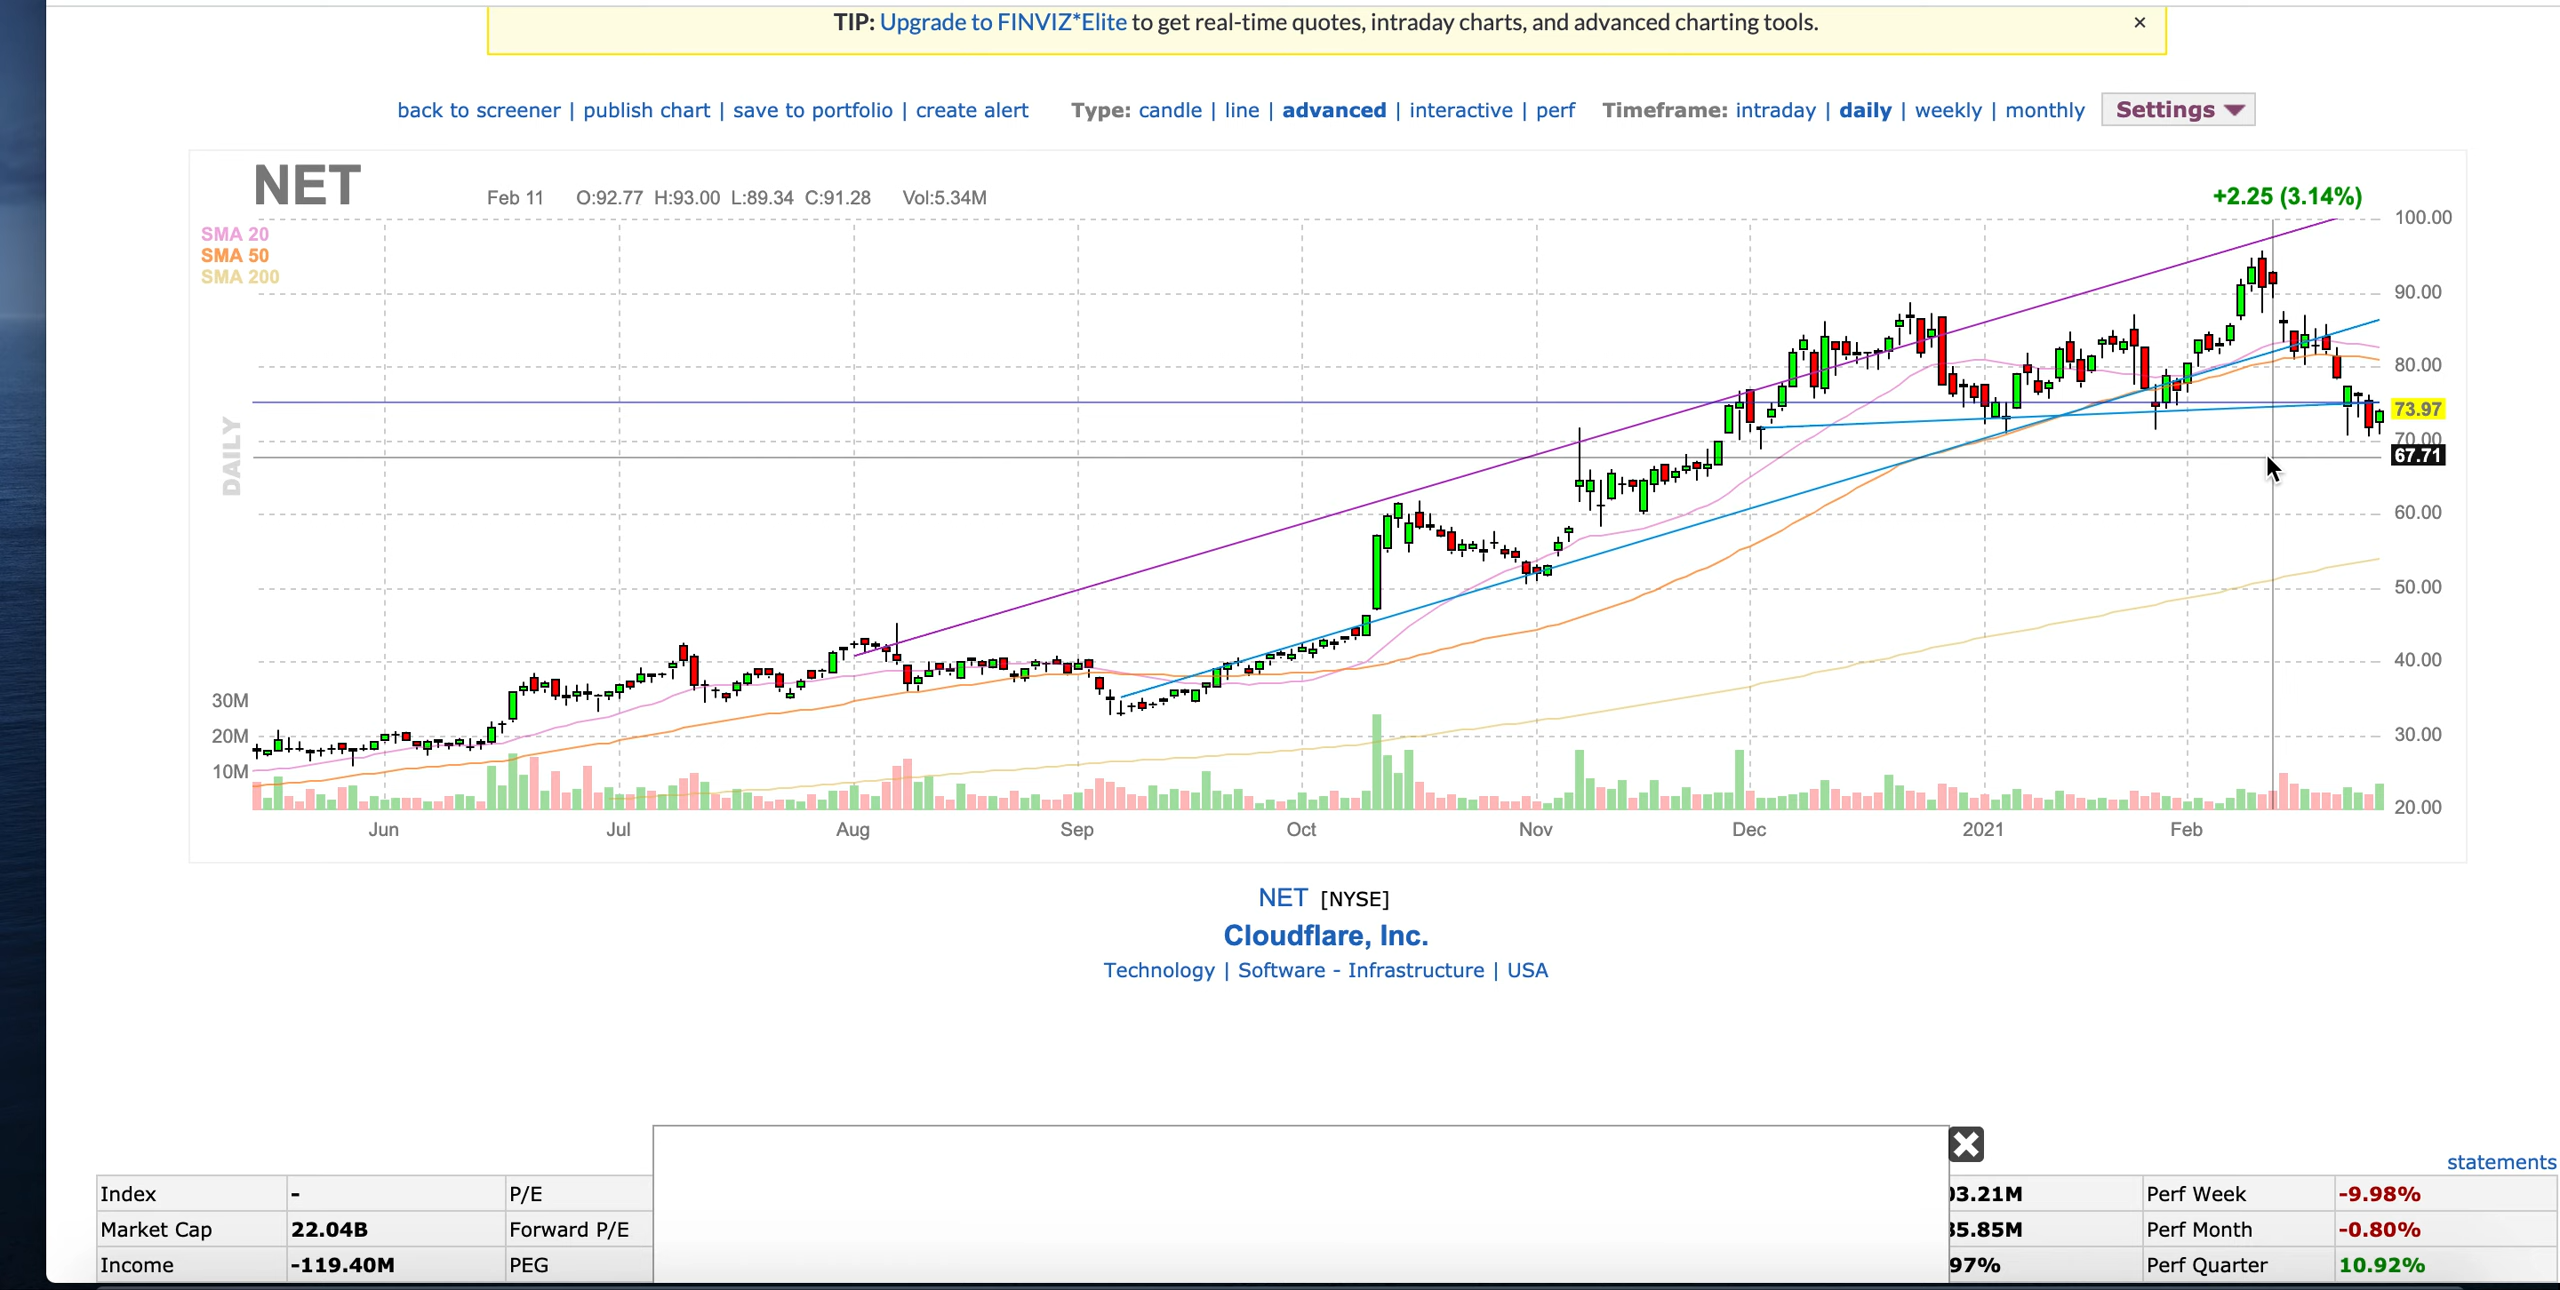 TIP: Upgrade to FINVIZ*Elite to get real-time quotes, intraday charts, and advanced charting tools. ×
back to screener | publish chart | save to portfolio | create alert Type: candle | line | advanced | interactive | perf Timeframe: intraday | daily | weekly | monthly Settings
NET Feb 11 O:92.77 H:93.00 L:89.34 C:91.28 Vol:5.34M +2.25 (3.14%)
SMA 20
SMA 50
SMA 200
DAILY
100.00
90.00
80.00
73.97
70.00
67.71
60.00
50.00
40.00
30.00
20.00
30M
20M
10M
Jun Jul Aug Sep Oct Nov Dec 2021 Feb
NET [NYSE]
Cloudflare, Inc.
Technology | Software - Infrastructure | USA
statements
Index - P/E 3.21M Perf Week -9.98%
Market Cap 22.04B Forward P/E 5.85M Perf Month -0.80%
Income -119.40M PEG 97% Perf Quarter 10.92%